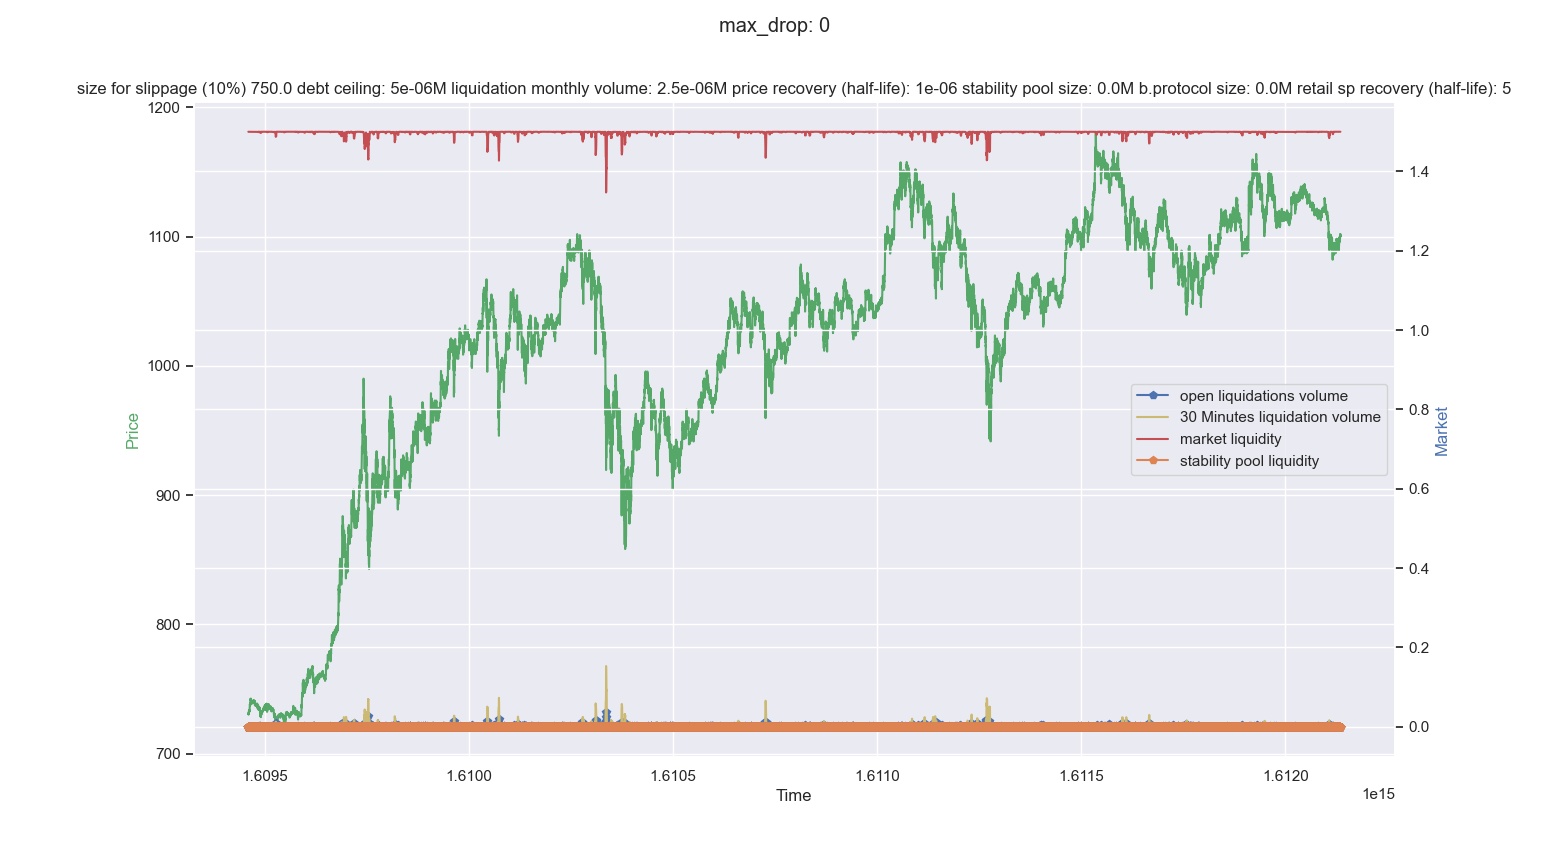 max_drop: 0
size for slippage (10%) 750.0 debt ceiling: 5e-06M liquidation monthly volume: 2.5e-06M price recovery (half-life): 1e-06 stability pool size: 0.0M b.protocol size: 0.0M retail sp recovery (half-life): 5
1200
1100
1000
900
800
700
Price
1.4
1.2
1.0
0.8
0.6
0.4
0.2
0.0
Market
open liquidations volume
30 Minutes liquidation volume
market liquidity
stability pool liquidity
1.6095 1.6100 1.6105 1.6110 1.6115 1.6120
Time
1e15